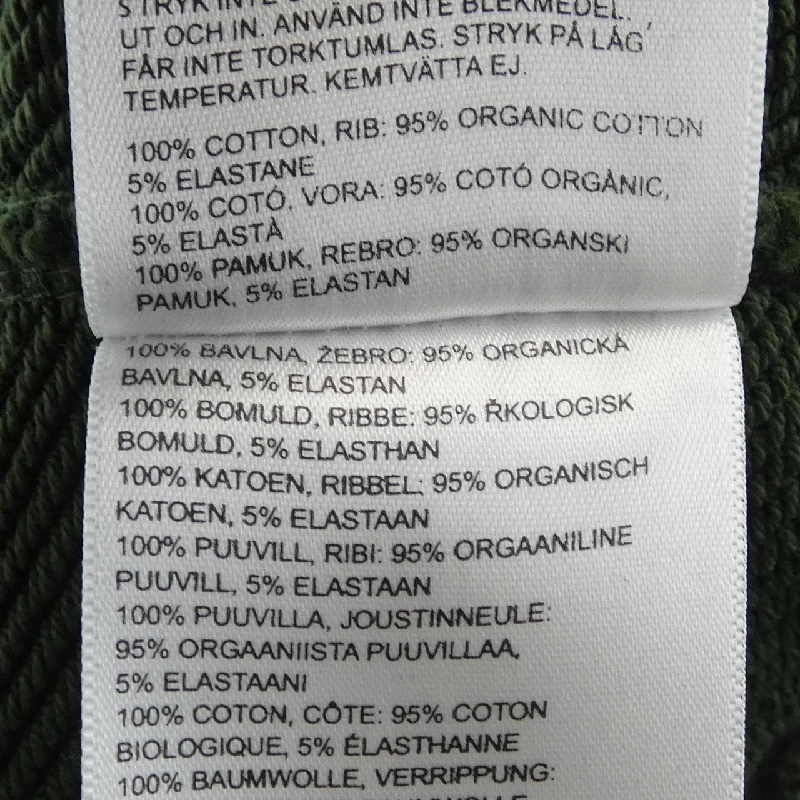 STRYK INTE
UT OCH IN. ANVÄND INTE BLEKMEDEL.
FÅR INTE TORKTUMLAS. STRYK PÅ LÅG
TEMPERATUR. KEMTVÄTTA EJ.
100% COTTON, RIB: 95% ORGANIC COTTON
5% ELASTANE
100% COTÓ, VORA: 95% COTÓ ORGÀNIC,
5% ELASTÀ
100% PAMUK, REBRO: 95% ORGANSKI
PAMUK, 5% ELASTAN
100% BAVLNA, ŽEBRO: 95% ORGANICKÁ
BAVLNA, 5% ELASTAN
100% BOMULD, RIBBE: 95% ŘKOLOGISK
BOMULD, 5% ELASTHAN
100% KATOEN, RIBBEL: 95% ORGANISCH
KATOEN, 5% ELASTAAN
100% PUUVILL, RIBI: 95% ORGAANILINE
PUUVILL, 5% ELASTAAN
100% PUUVILLA, JOUSTINNEULE:
95% ORGAANIISTA PUUVILLAA,
5% ELASTAANI
100% COTON, CÔTE: 95% COTON
BIOLOGIQUE, 5% ÉLASTHANNE
100% BAUMWOLLE, VERRIPPUNG: